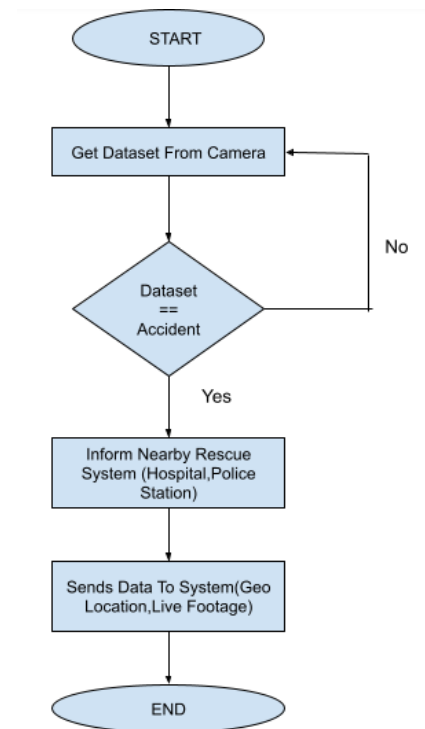 START
Get Dataset From Camera
Dataset
==
Accident
No
Yes
Inform Nearby Rescue
System (Hospital,Police
Station)
Sends Data To System(Geo
Location,Live Footage)
END